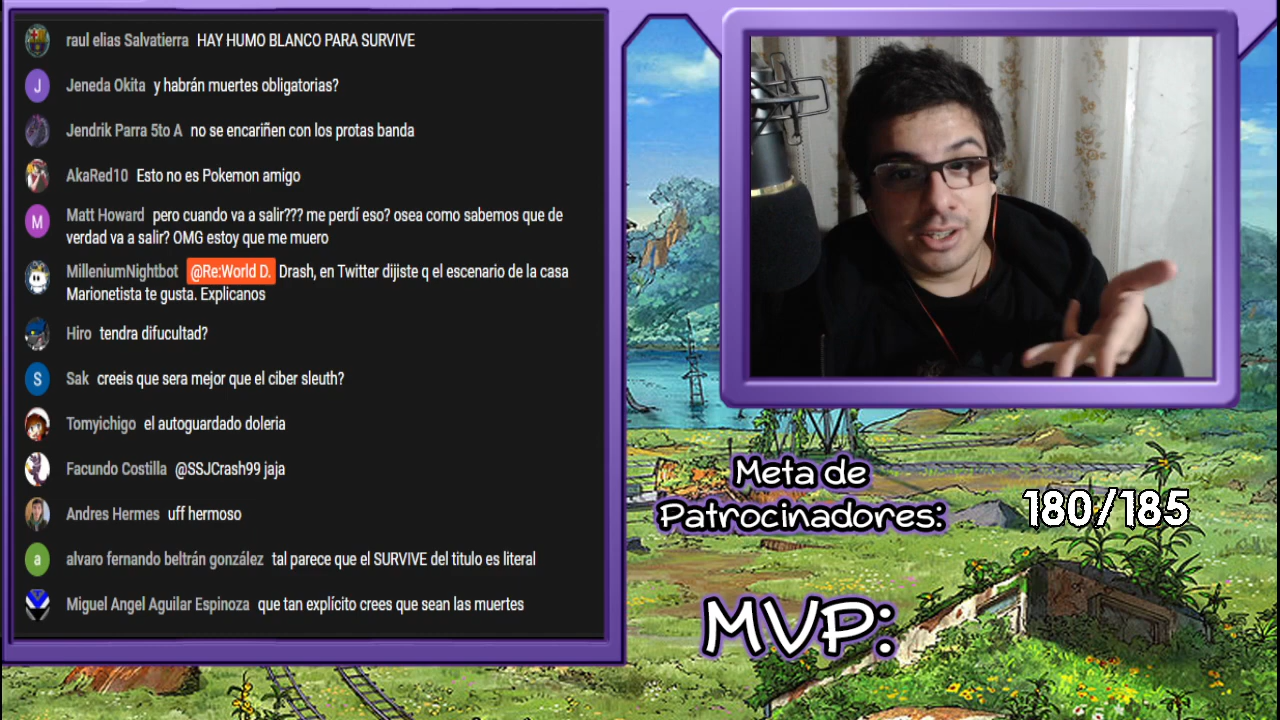 raul elias Salvatierra HAY HUMO BLANCO PARA SURVIVE
J Jeneda Okita y habrán muertes obligatorias?
Jendrik Parra 5to A no se encariñen con los protas banda
AkaRed10 Esto no es Pokemon amigo
M Matt Howard pero cuando va a salir??? me perdí eso? osea como sabemos que de
verdad va a salir? OMG estoy que me muero
MilleniumNightbot @Re:World D. Drash, en Twitter dijiste q el escenario de la casa
Marionetista te gusta. Explicanos
Hiro tendra difucultad?
S Sak creeis que sera mejor que el ciber sleuth?
Tomyichigo el autoguardado doleria
Facundo Costilla @SSJCrash99 jaja
Andres Hermes uff hermoso
a alvaro fernando beltrán gonzález tal parece que el SURVIVE del titulo es literal
Miguel Angel Aguilar Espinoza que tan explícito crees que sean las muertes
Meta de
Patrocinadores: 180/185
MVP: